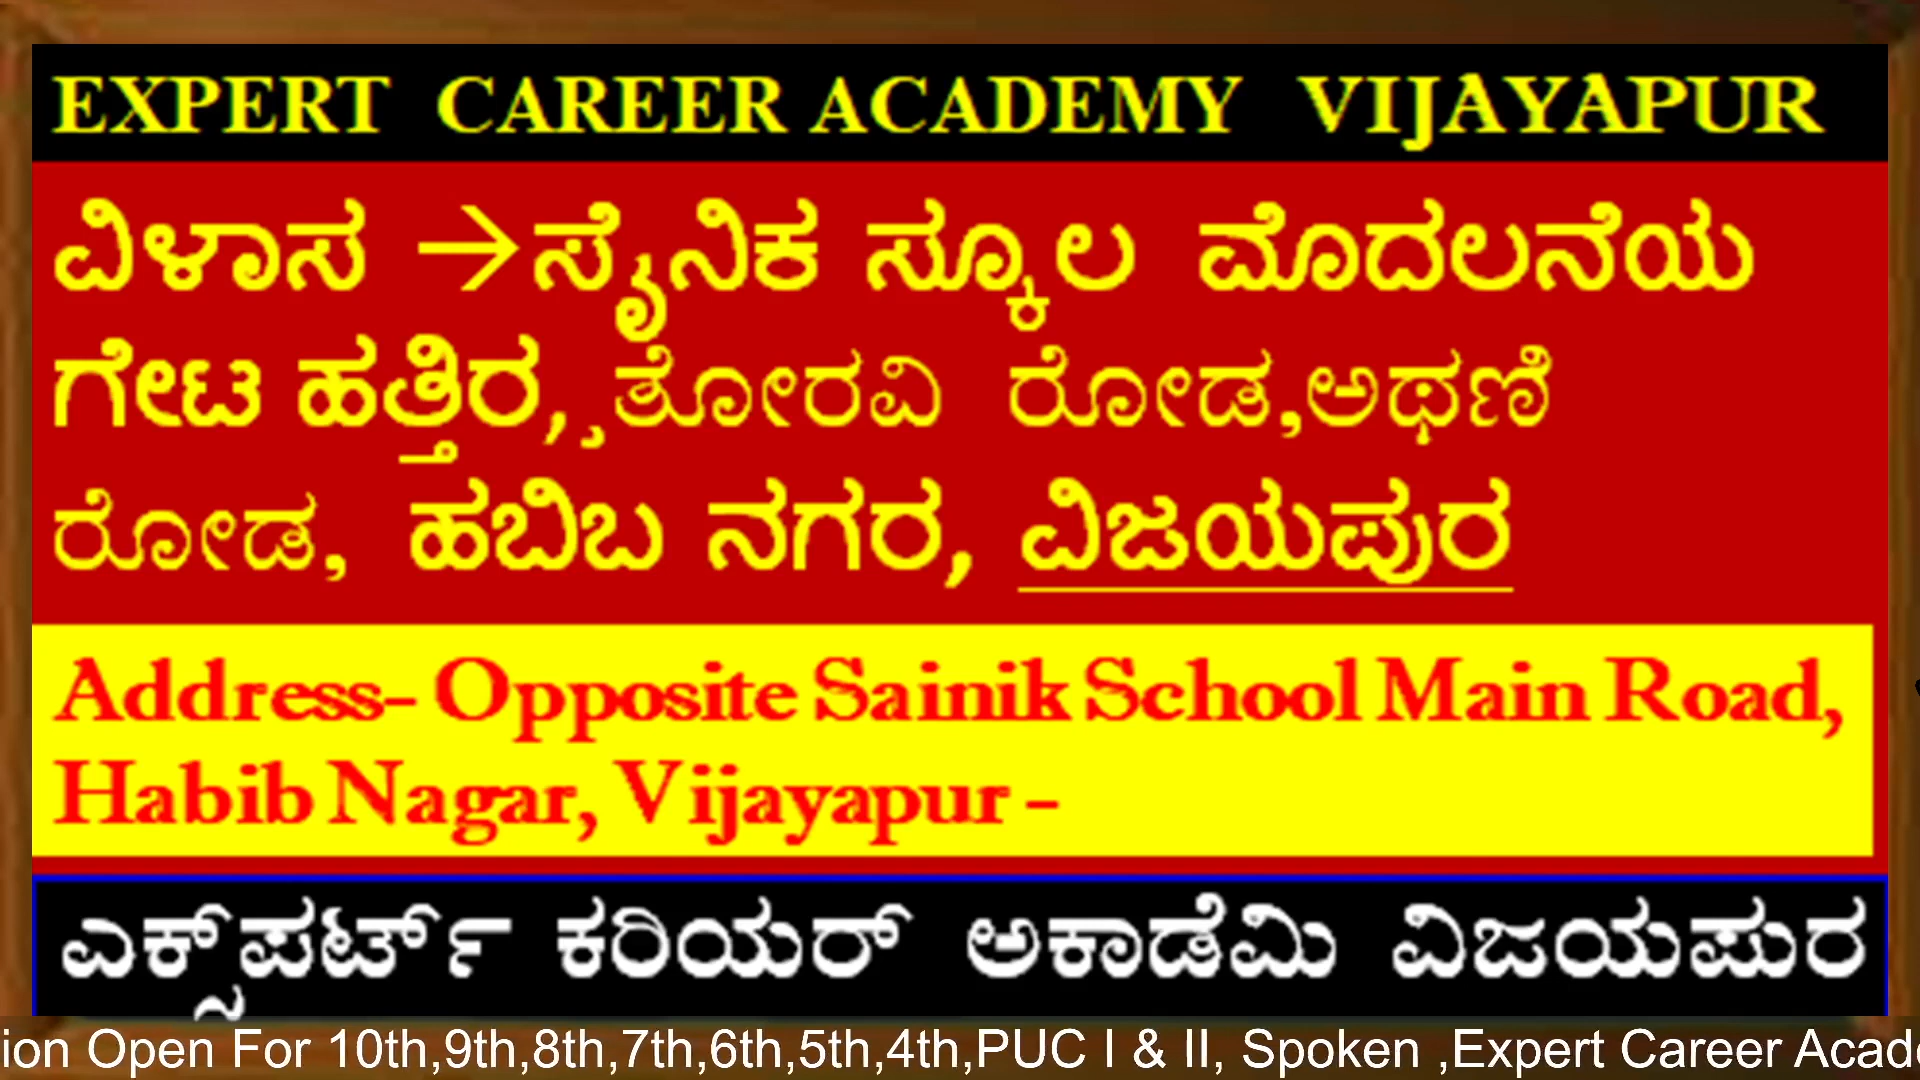 EXPERT CAREER ACADEMY VIJAYAPUR
ವಿಳಾಸ →ಸೈನಿಕ ಸ್ಕೂಲ ಮೊದಲನೆಯ
ಗೇಟ ಹತ್ತಿರ, ,ತೋರವಿ ರೋಡ,ಅಥಣಿ
ರೋಡ, ಹಬಿಬ ನಗರ, ವಿಜಯಪುರ
Address- Opposite Sainik School Main Road,
Habib Nagar, Vijayapur -
ಎಕ್ಸ್‌ಪರ್ಟ್ ಕರಿಯರ್ ಅಕಾಡೆಮಿ ವಿಜಯಪುರ
ion Open For 10th,9th,8th,7th,6th,5th,4th,PUC I & II, Spoken ,Expert Career Acade